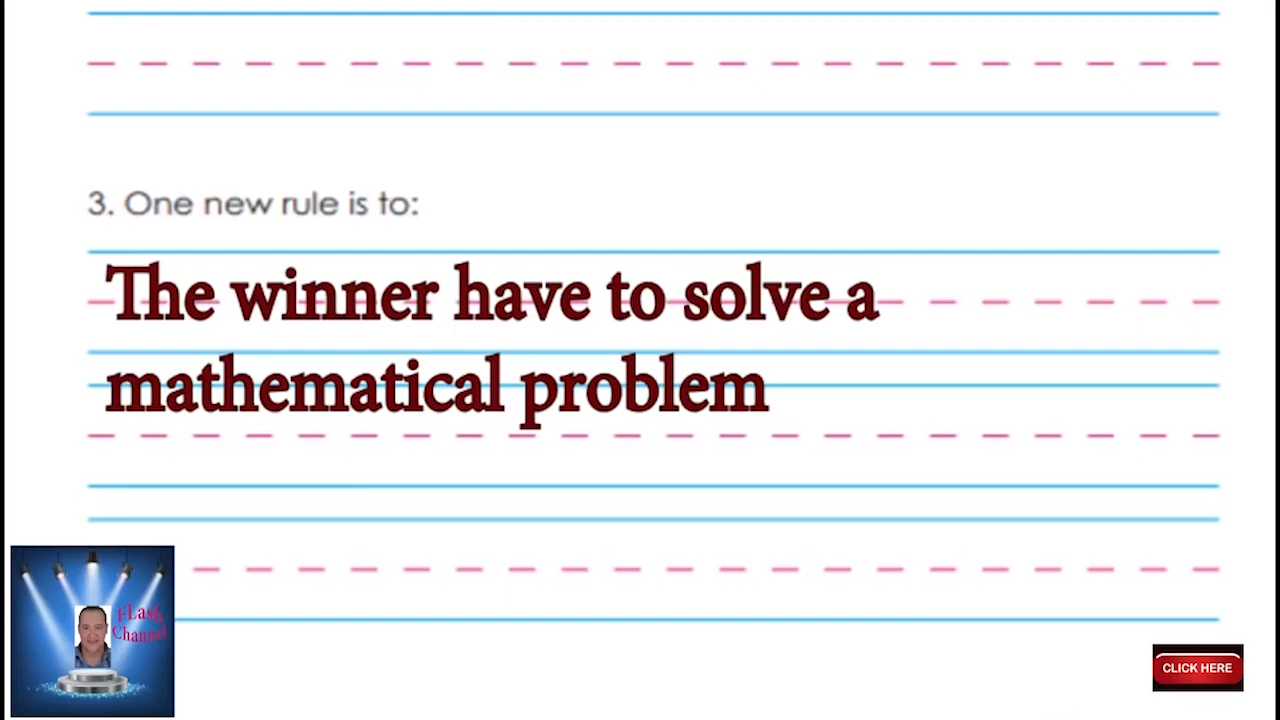 3. One new rule is to:
The winner have to solve a
mathematical problem
FLash
Channel
CLICK HERE